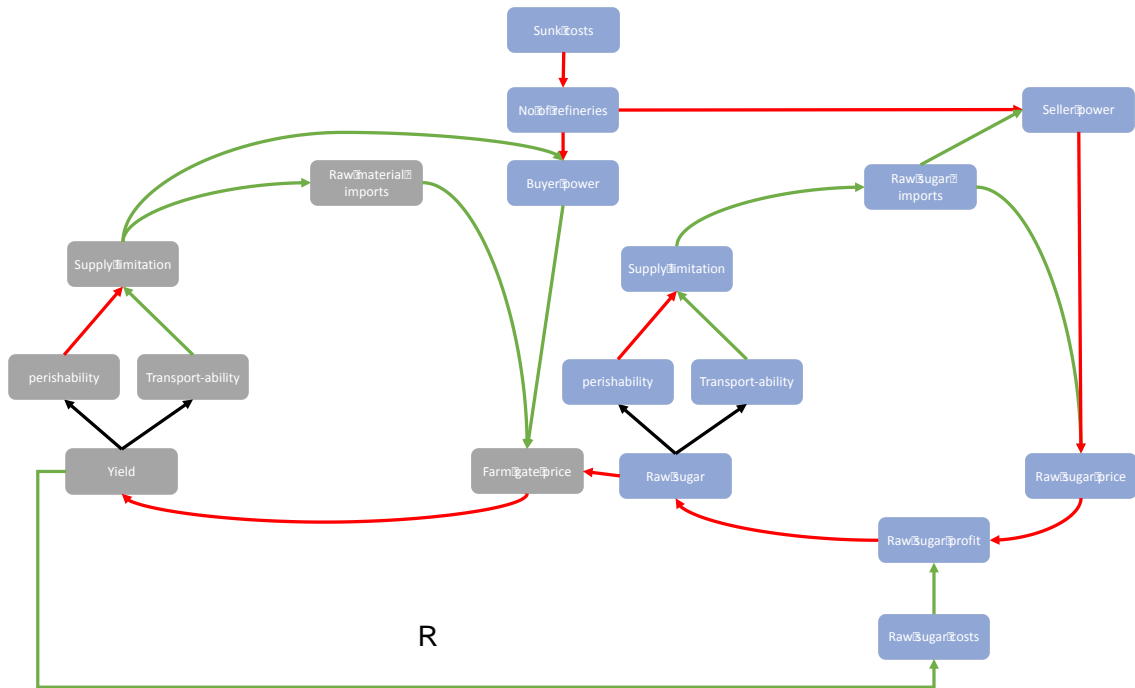 Sunk costs
No of refineries
Seller power
Raw material
imports
Buyer power
Raw sugar
imports
Supply limitation
Supply limitation
perishability
Transport-ability
perishability
Transport-ability
Yield
Farm gate price
Raw sugar
Raw sugar price
Raw sugar profit
Raw sugar costs
R